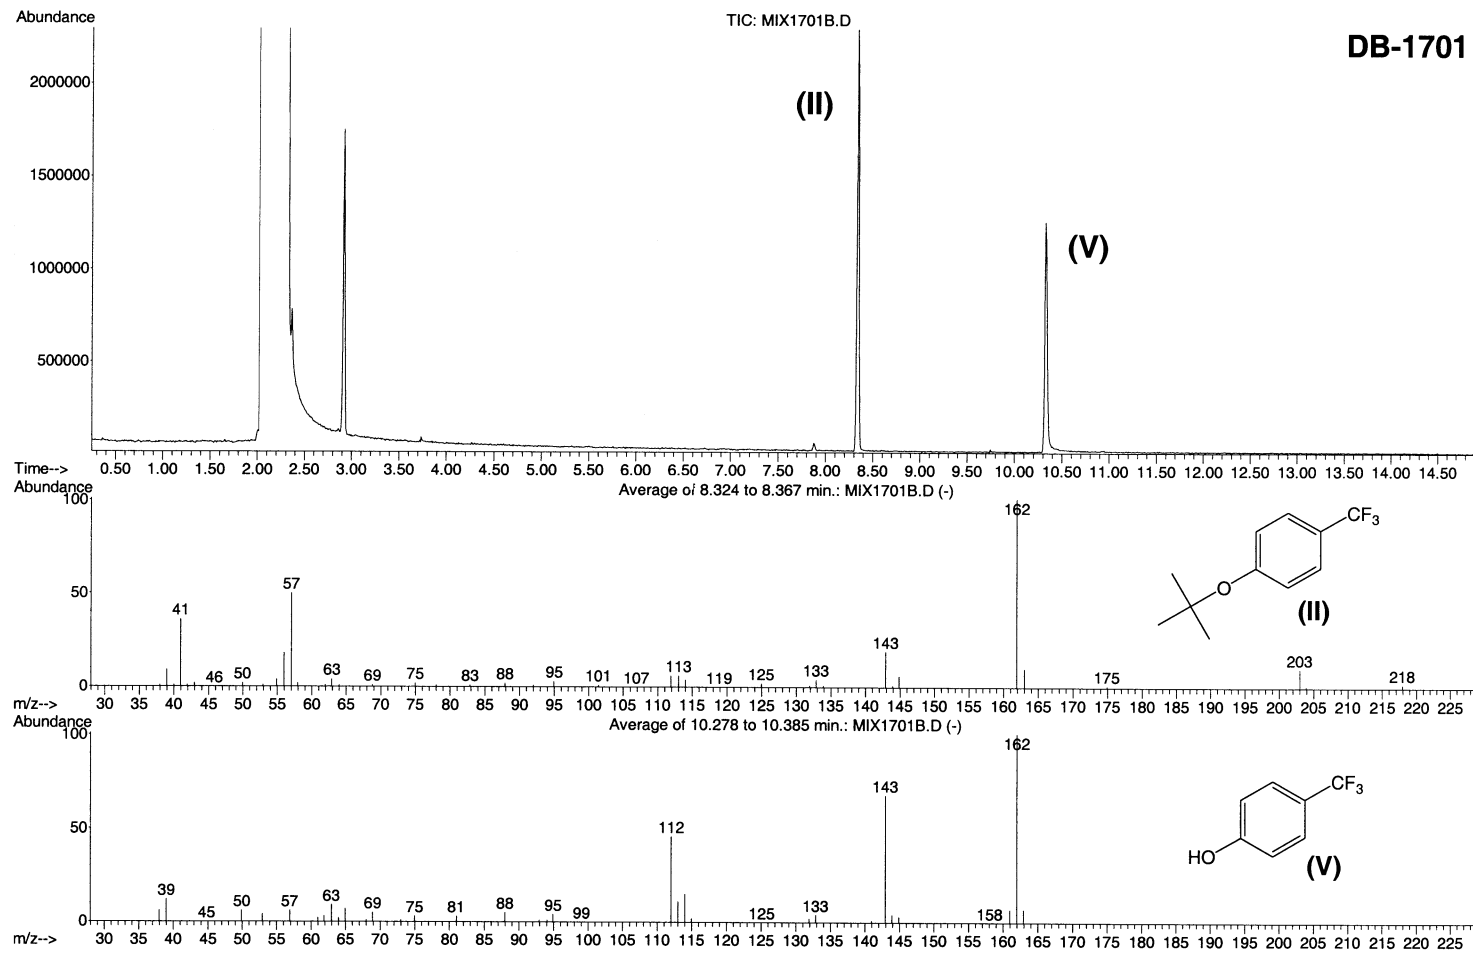 Abundance
TIC: MIX1701B.D
DB-1701
2000000
(II)
1500000
(V)
1000000
500000
Time-->
0.50 1.00 1.50 2.00 2.50 3.00 3.50 4.00 4.50 5.00 5.50 6.00 6.50 7.00 7.50 8.00 8.50 9.00 9.50 10.00 10.50 11.00 11.50 12.00 12.50 13.00 13.50 14.00 14.50
Abundance
Average of 8.324 to 8.367 min.: MIX1701B.D (-)
100
162
CF3
57
50
41
O
(II)
143
203
46 50 63 69 75 83 88 95 101 107 113 119 125 133 175 218
0
m/z-->
30 35 40 45 50 55 60 65 70 75 80 85 90 95 100 105 110 115 120 125 130 135 140 145 150 155 160 165 170 175 180 185 190 195 200 205 210 215 220 225
Abundance
Average of 10.278 to 10.385 min.: MIX1701B.D (-)
100
162
143
CF3
50
112
HO
(V)
39 45 50 57 63 69 75 81 88 95 99 125 133 158
0
m/z-->
30 35 40 45 50 55 60 65 70 75 80 85 90 95 100 105 110 115 120 125 130 135 140 145 150 155 160 165 170 175 180 185 190 195 200 205 210 215 220 225